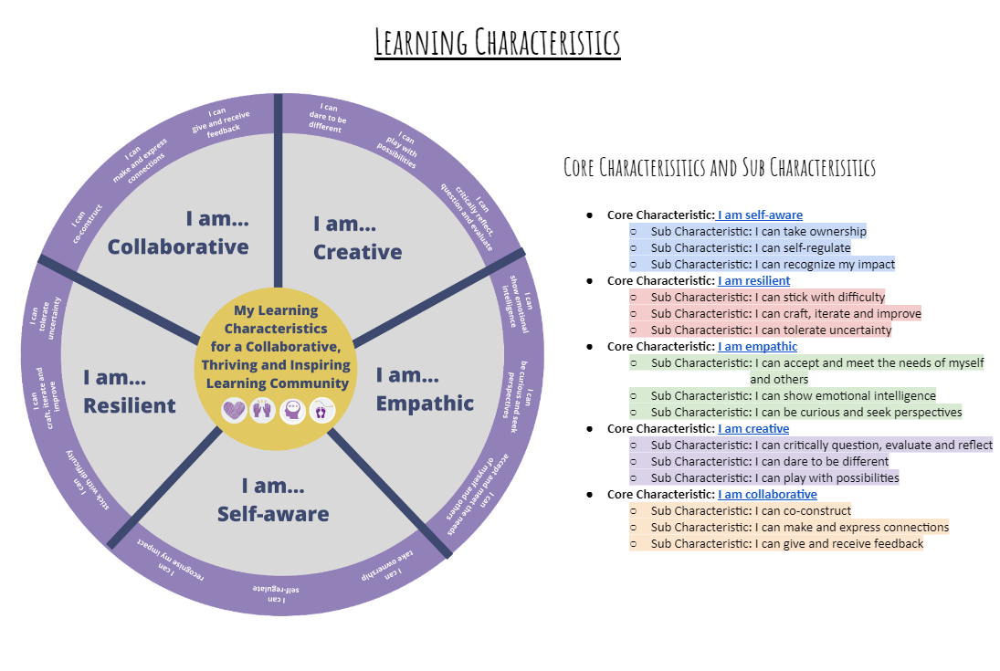 Learning Characteristics
I can
give and receive
feedback
I can
dare to be
different
I can
make and express
connections
I can
play with
possibilities
I can
co-construct
I can
critically reflect,
question and evaluate
I am...
Collaborative
I am...
Creative
I can
tolerate
uncertainty
I can
show emotional
intelligence
My Learning
Characteristics
for a Collaborative,
Thriving and Inspiring
Learning Community
I am...
Resilient
I am...
Empathic
I can
craft, iterate and
improve
I can
be curious and seek
perspectives
I can
stick with difficulty
I can
accept and meet the needs
of myself and others
I am...
Self-aware
I can
recognise my impact
I can
self-regulate
I can
take ownership
Core Characterisitics and Sub Characterisitics
● Core Characteristic: I am self-aware
○ Sub Characteristic: I can take ownership
○ Sub Characteristic: I can self-regulate
○ Sub Characteristic: I can recognize my impact
● Core Characteristic: I am resilient
○ Sub Characteristic: I can stick with difficulty
○ Sub Characteristic: I can craft, iterate and improve
○ Sub Characteristic: I can tolerate uncertainty
● Core Characteristic: I am empathic
○ Sub Characteristic: I can accept and meet the needs of myself
and others
○ Sub Characteristic: I can show emotional intelligence
○ Sub Characteristic: I can be curious and seek perspectives
● Core Characteristic: I am creative
○ Sub Characteristic: I can critically question, evaluate and reflect
○ Sub Characteristic: I can dare to be different
○ Sub Characteristic: I can play with possibilities
● Core Characteristic: I am collaborative
○ Sub Characteristic: I can co-construct
○ Sub Characteristic: I can make and express connections
○ Sub Characteristic: I can give and receive feedback